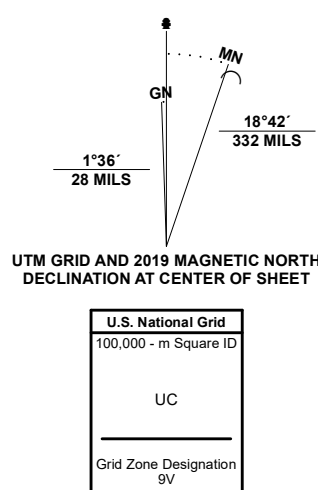 MN
GN
18°42´
332 MILS
1°36´
28 MILS
UTM GRID AND 2019 MAGNETIC NORTH
DECLINATION AT CENTER OF SHEET
U.S. National Grid
100,000 - m Square ID
UC
Grid Zone Designation
9V